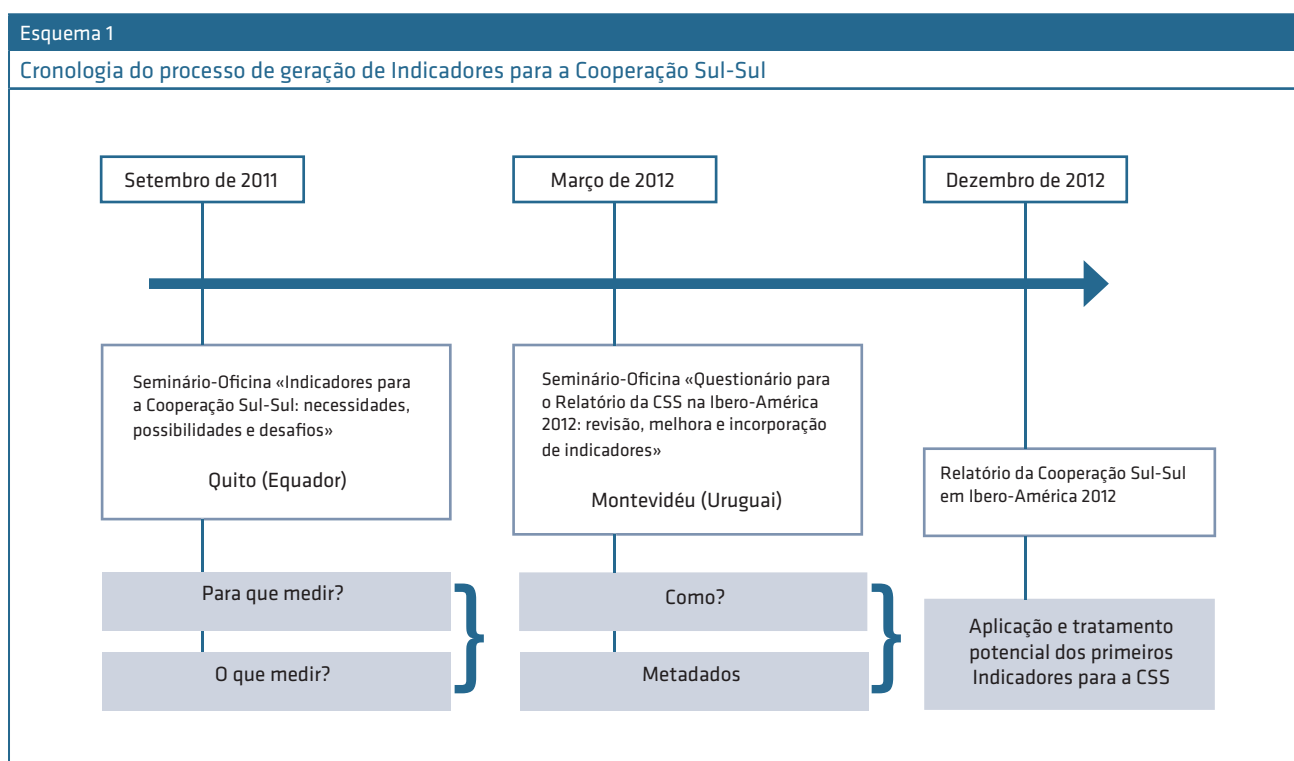 Esquema 1
Cronologia do processo de geração de Indicadores para a Cooperação Sul-Sul
Setembro de 2011
Março de 2012
Dezembro de 2012
Seminário-Oficina «Indicadores para
a Cooperação Sul-Sul: necessidades,
possibilidades e desafios»
Quito (Equador)
Seminário-Oficina «Questionário para
o Relatório da CSS na Ibero-América
2012: revisão, melhora e incorporação
de indicadores»
Montevidéu (Uruguai)
Relatório da Cooperação Sul-Sul
em Ibero-América 2012
Para que medir?
O que medir?
Como?
Metadados
Aplicação e tratamento
potencial dos primeiros
Indicadores para a CSS